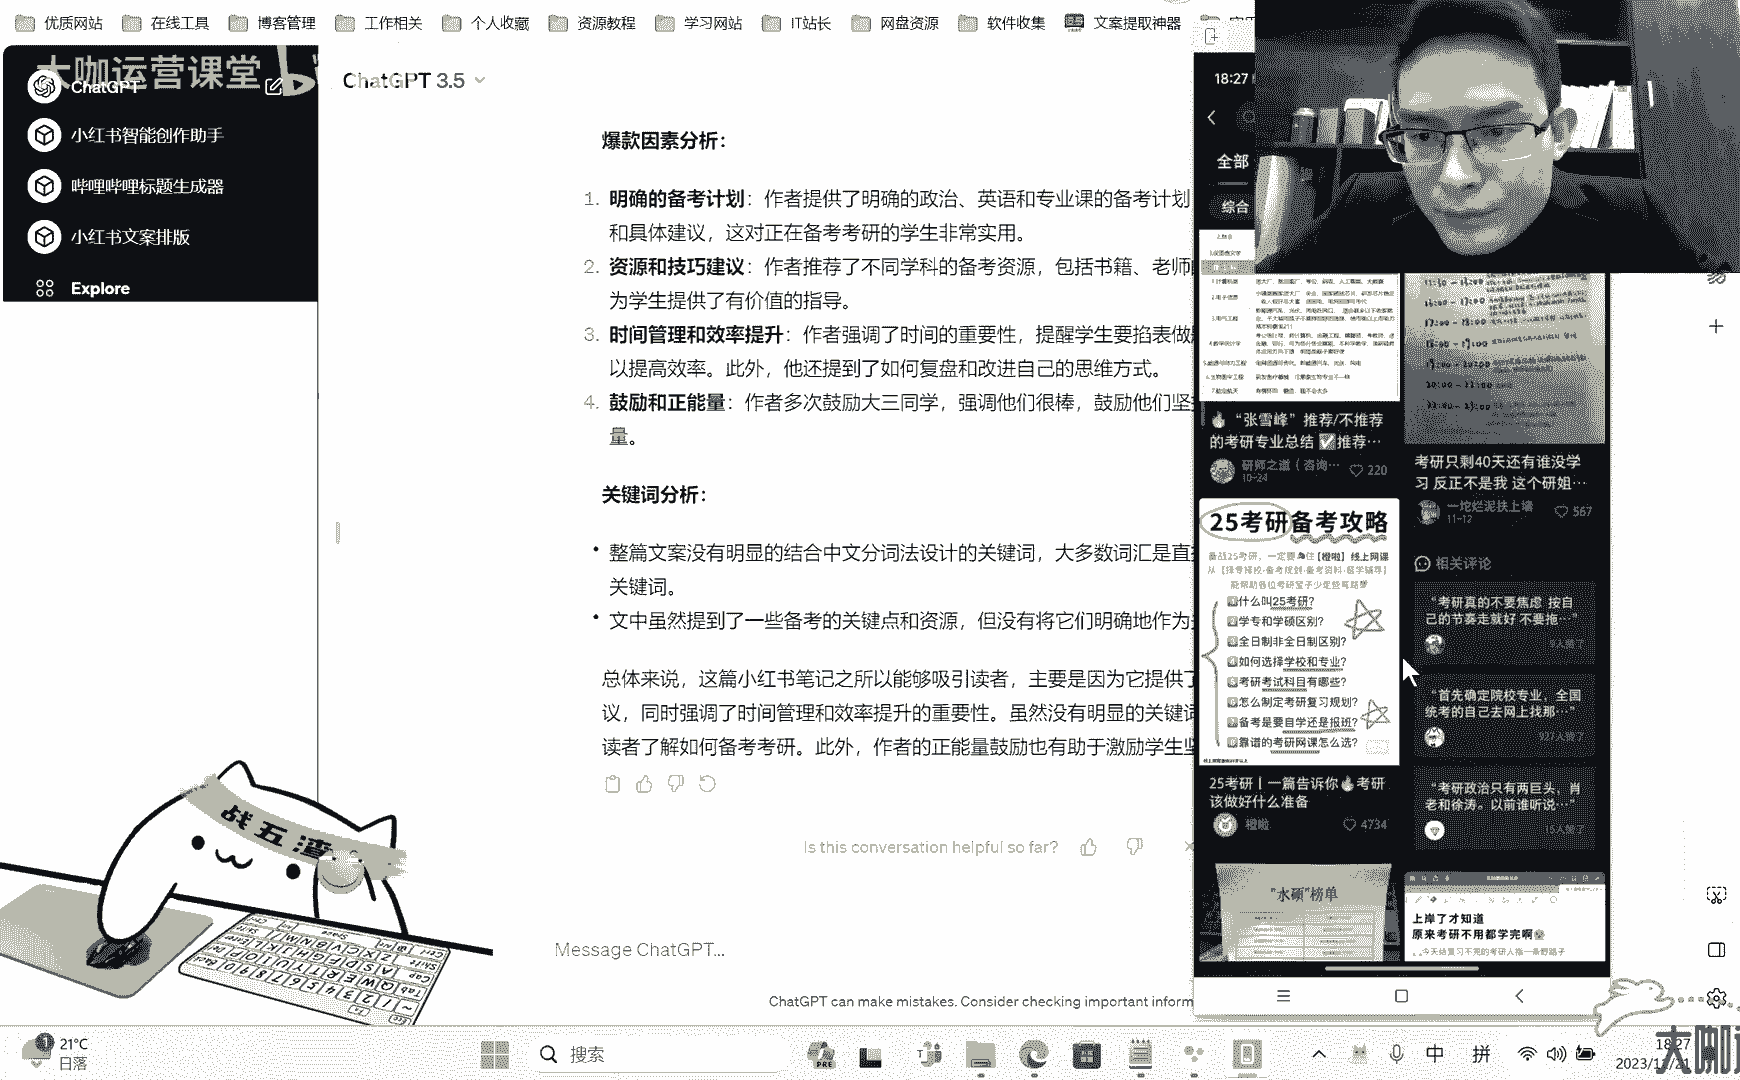 优质网站
在线工具
博客管理
工作相关
个人收藏
资源教程
学习网站
IT站长
网盘资源
软件收集
文案提取神器
大咖运营课堂
ChatGPT
小红书智能创作助手
哔哩哔哩标题生成器
小红书文案排版
Explore
ChatGPT 3.5
爆款因素分析：
1. 明确的备考计划：作者提供了明确的政治、英语和专业课的备考计划
和具体建议，这对正在备考考研的学生非常实用。
2. 资源和技巧建议：作者推荐了不同学科的备考资源，包括书籍、老师
为学生提供了有价值的指导。
3. 时间管理和效率提升：作者强调了时间的重要性，提醒学生要掐表做
以提高效率。此外，他还提到了如何复盘和改进自己的思维方式。
4. 鼓励和正能量：作者多次鼓励大三同学，强调他们很棒，鼓励他们坚
量。
关键词分析：
• 整篇文案没有明显的结合中文分词法设计的关键词，大多数词汇是直
关键词。
• 文中虽然提到了一些备考的关键点和资源，但没有将它们明确地作为
总体来说，这篇小红书笔记之所以能够吸引读者，主要是因为它提供了
议，同时强调了时间管理和效率提升的重要性。虽然没有明显的关键词
读者了解如何备考考研。此外，作者的正能量鼓励也有助于激励学生坚
Is this conversation helpful so far?
Message ChatGPT...
ChatGPT can make mistakes. Consider checking important inform
战五渣
18:27
全部
综合
“张雪峰”推荐/不推荐
的考研专业总结 ✅推荐…
研师之道（咨询…
10-24
220
考研只剩40天还有谁没学
习 反正不是我 这个研姐…
一坨烂泥扶上墙
11-12
567
25考研备考攻略
备战25考研，一定要 住【橙啦】线上网课
什么叫25考研？
学专和学硕区别？
全日制非全日制区别？
如何选择学校和专业？
考研考试科目有哪些？
怎么制定考研复习规划？
备考是要自学还是报班？
靠谱的考研网课怎么选？
25考研丨一篇告诉你🔥考研
该做好什么准备
橙啦
4734
相关评论
“考研真的不要焦虑 按自
己的节奏走就好 不要拖…”
“首先确定院校专业，全国
统考的自己去网上找那…”
927人赞了
“考研政治只有两巨头，肖
老和徐涛。以前谁听说…”
15人赞了
“水硕”榜单
上岸了才知道
原来考研不用都学完啊
21°C
日落
搜索
中
拼
18:27
大咖